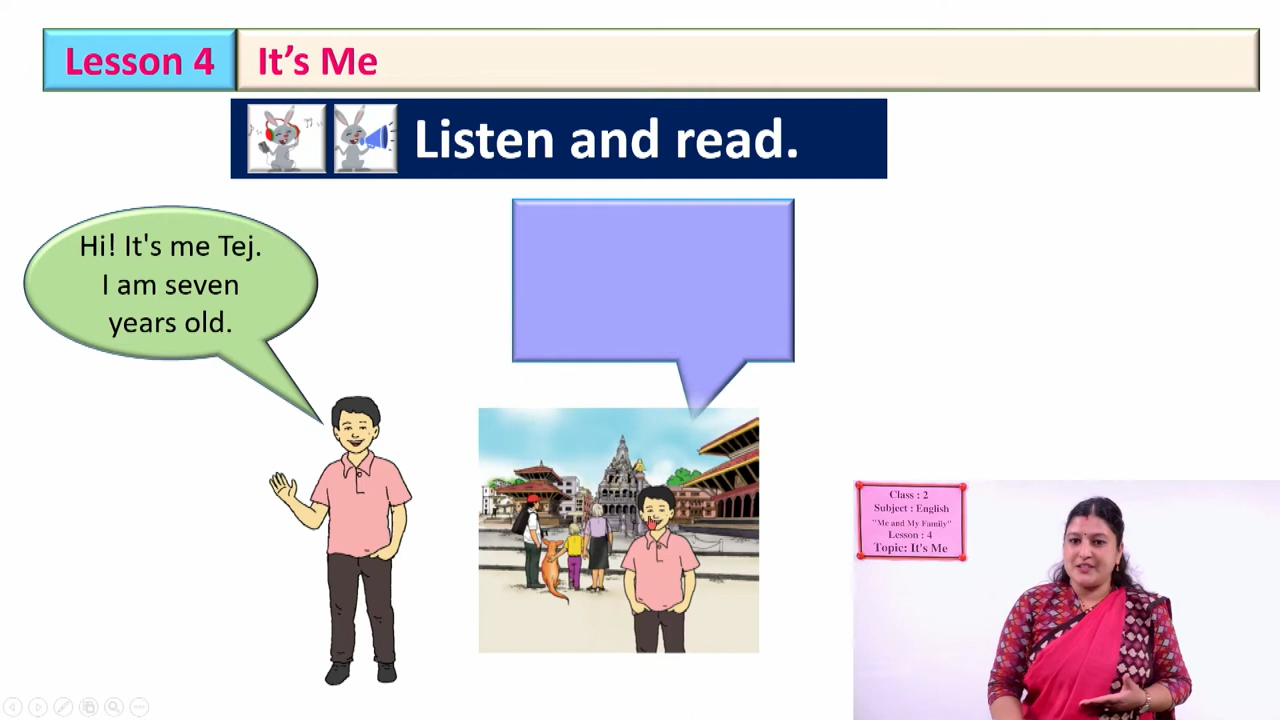 Lesson 4
It's Me
Listen and read.
Hi! It's me Tej.
I am seven
years old.
Class : 2
Subject : English
"Me and My Family"
Lesson : 4
Topic: It's Me